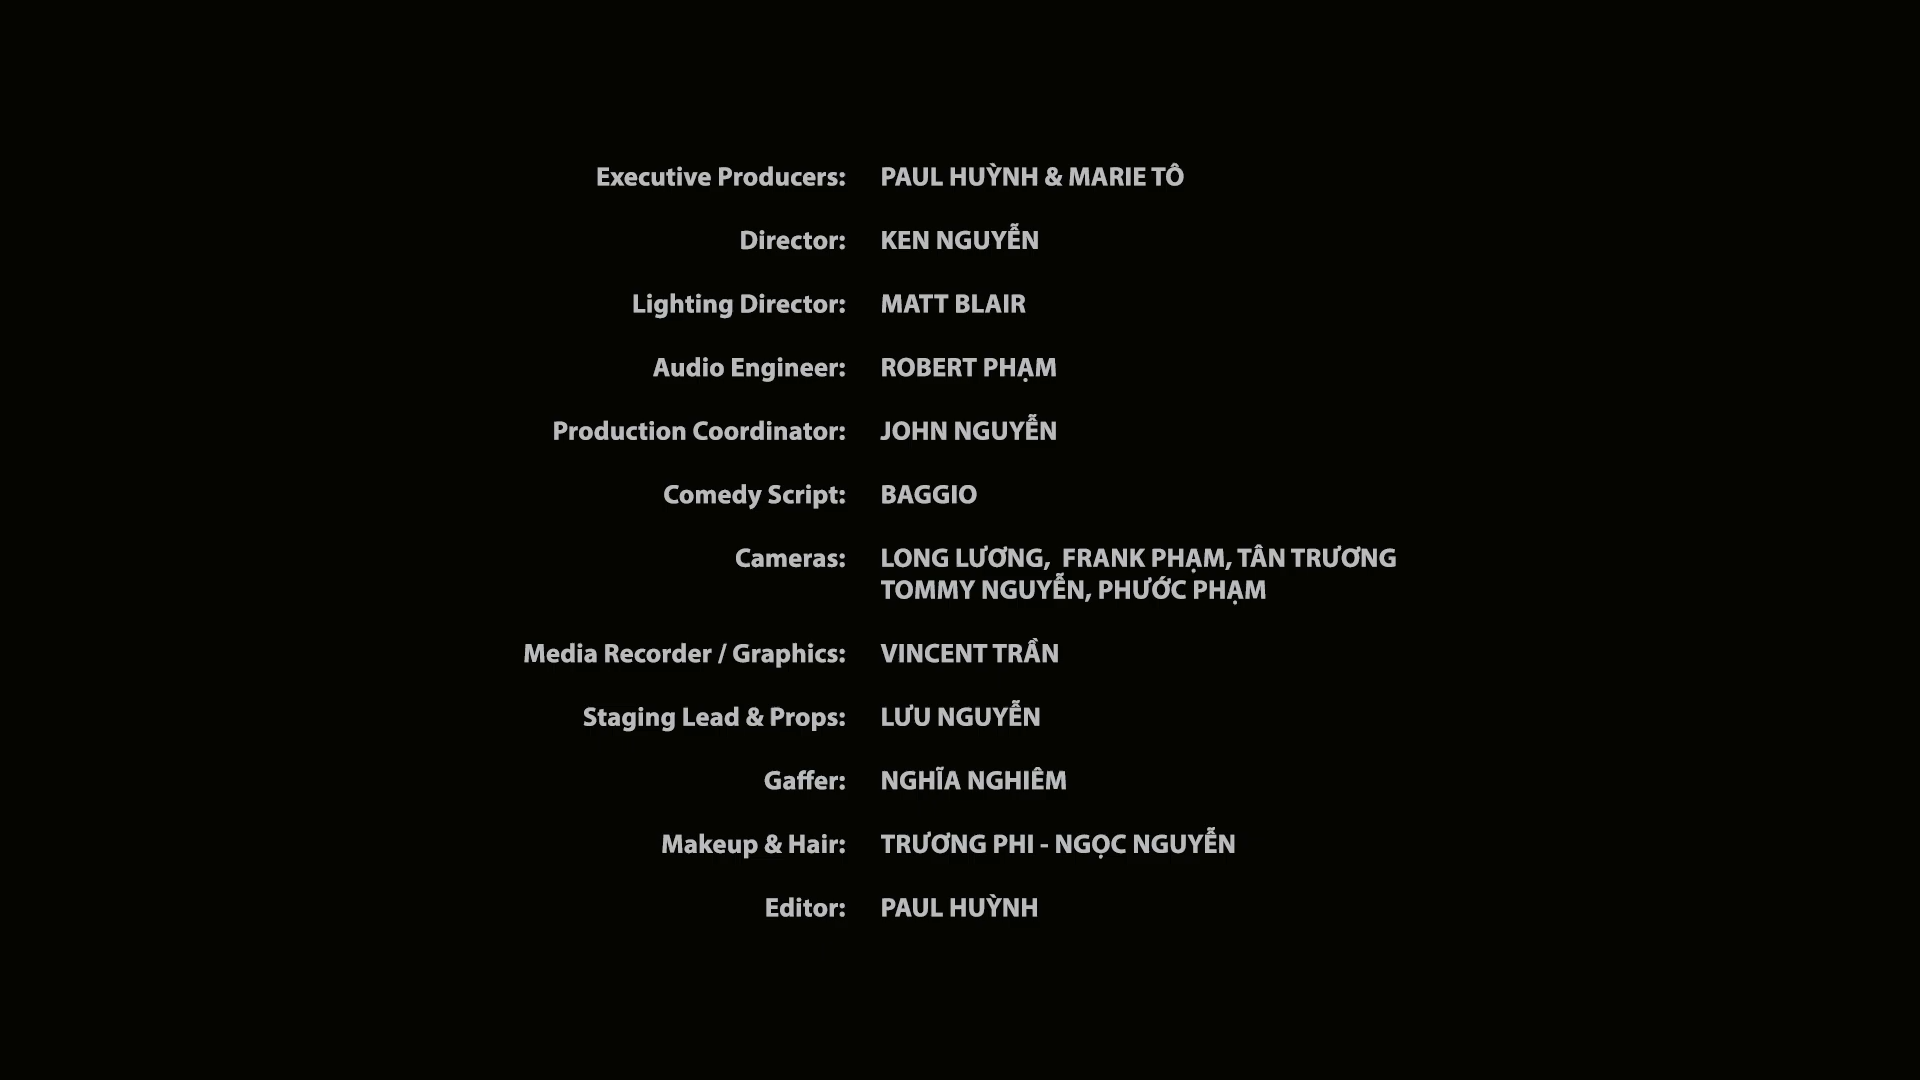 Executive Producers: PAUL HUỲNH & MARIE TÔ
Director: KEN NGUYỄN
Lighting Director: MATT BLAIR
Audio Engineer: ROBERT PHẠM
Production Coordinator: JOHN NGUYỄN
Comedy Script: BAGGIO
Cameras: LONG LƯƠNG, FRANK PHẠM, TÂN TRƯƠNG
TOMMY NGUYỄN, PHƯỚC PHẠM
Media Recorder / Graphics: VINCENT TRẦN
Staging Lead & Props: LƯU NGUYỄN
Gaffer: NGHĨA NGHIÊM
Makeup & Hair: TRƯƠNG PHI - NGỌC NGUYỄN
Editor: PAUL HUỲNH